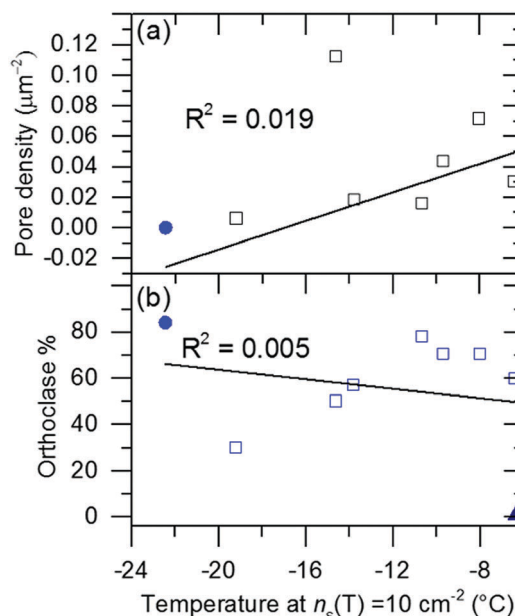 (a)
Pore density (μm⁻²)
0.12
0.10
0.08
0.06
0.04
0.02
0.00
-0.02
R² = 0.019
(b)
Orthoclase %
80
60
40
20
0
R² = 0.005
-24 -20 -16 -12 -8
Temperature at nₛ(T) =10 cm⁻² (°C)